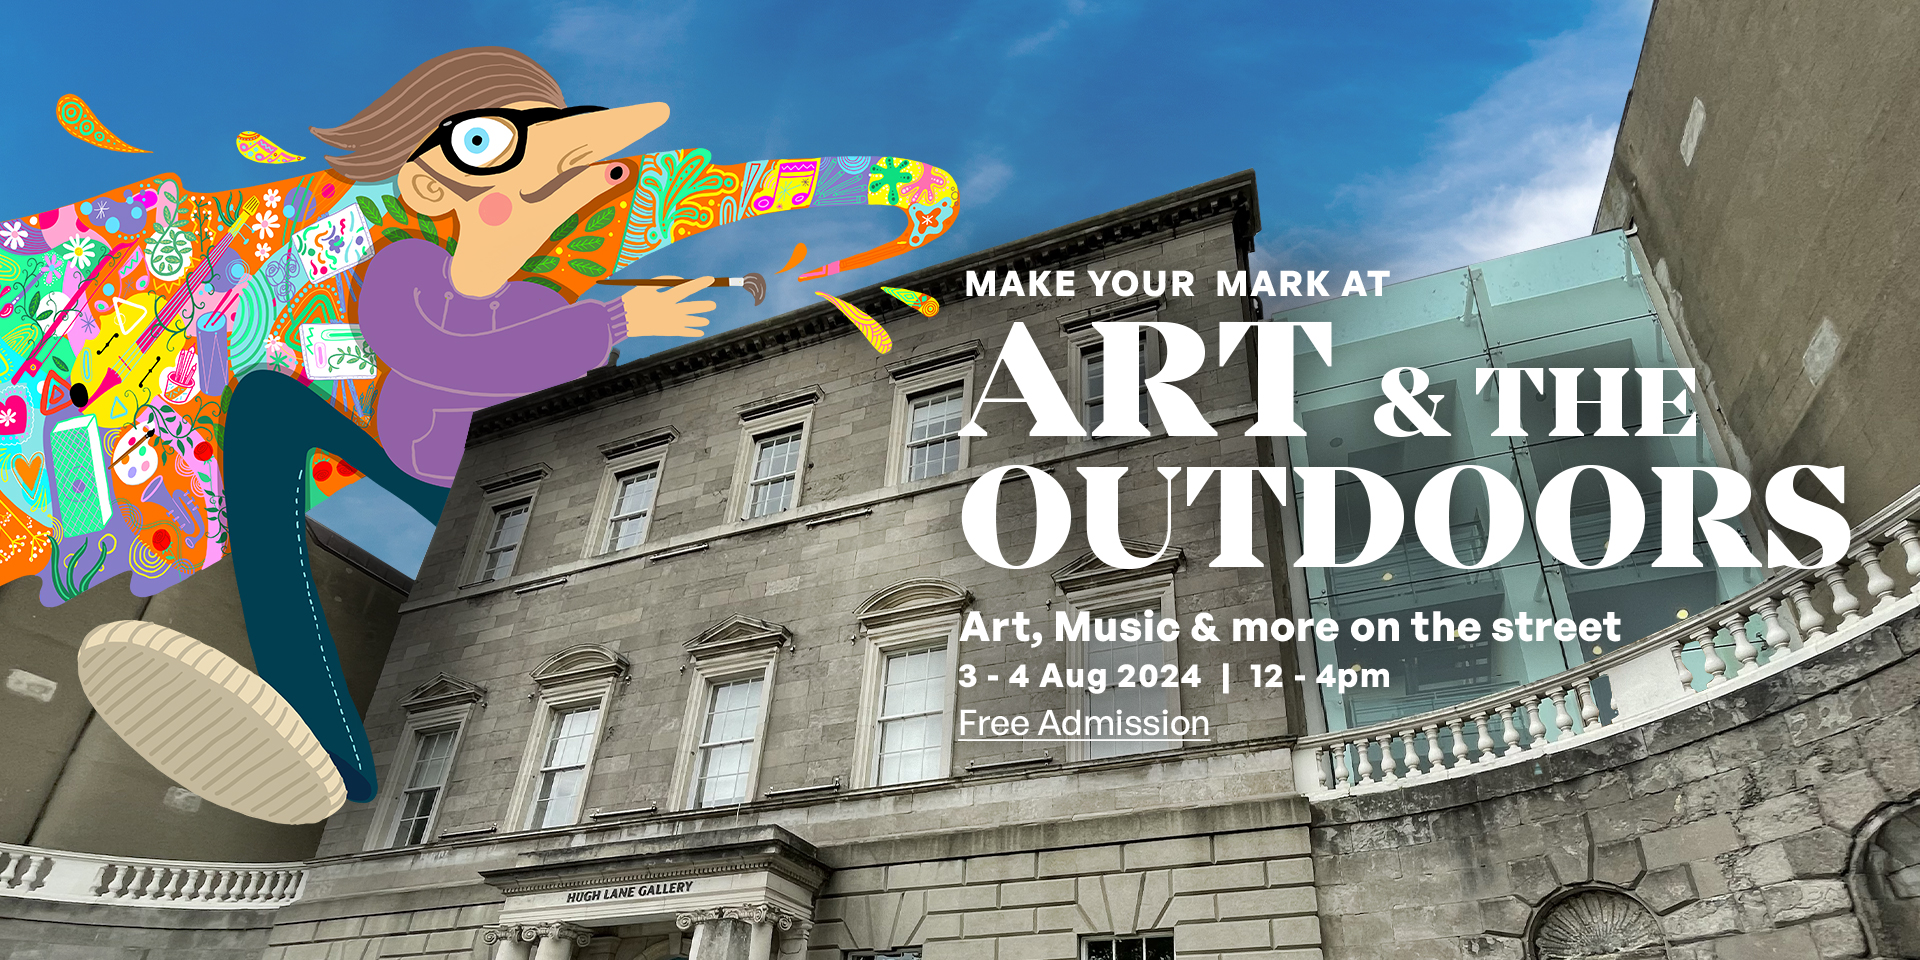 MAKE YOUR MARK AT
ART & THE
OUTDOORS
Art, Music & more on the street
3 - 4 Aug 2024 | 12 - 4pm
Free Admission
HUGH LANE GALLERY